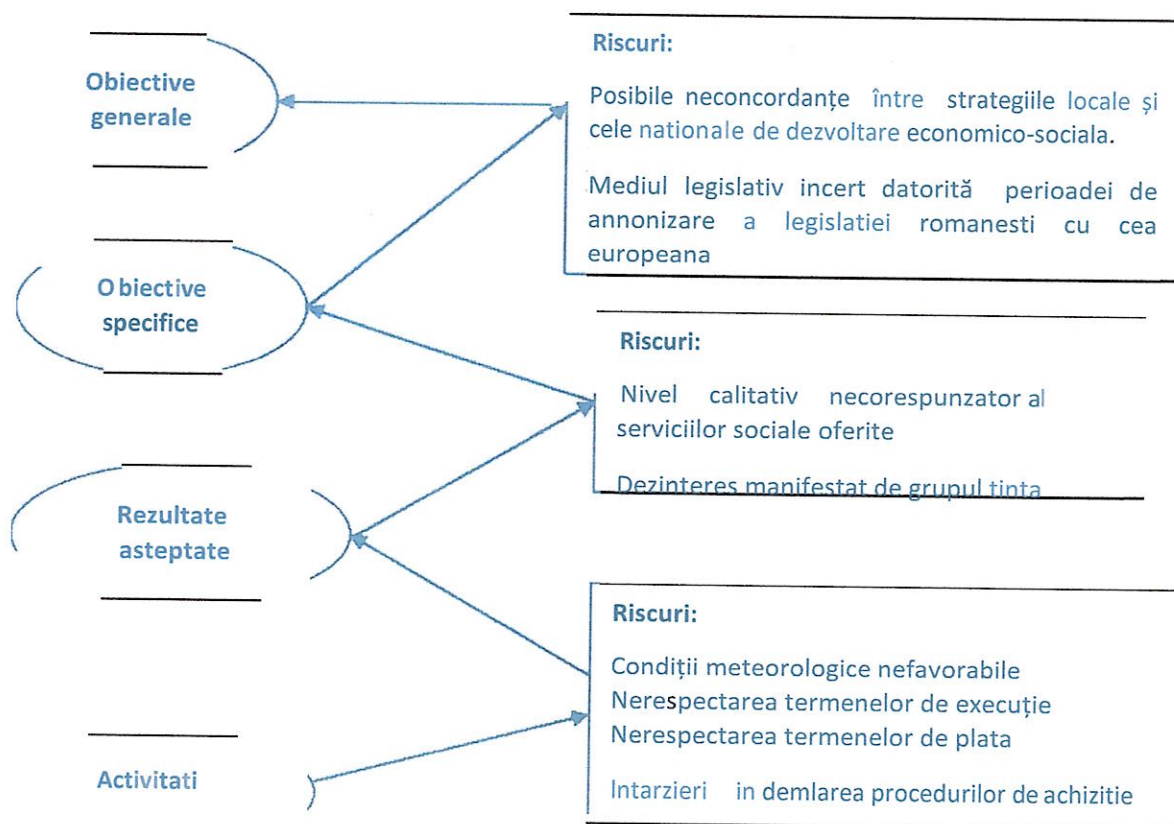 Obiective
generale
Riscuri:
Posibile neconcordanțe între strategiile locale și
cele nationale de dezvoltare economico-sociala.
Mediul legislativ incert datorită perioadei de
annonizare a legislatiei romanesti cu cea
europeana
Obiective
specifice
Riscuri:
Nivel calitativ necorespunzator al
serviciilor sociale oferite
Dezinteres manifestat de grupul tinta
Rezultate
asteptate
Riscuri:
Condiții meteorologice nefavorabile
Nerespectarea termenelor de execuție
Nerespectarea termenelor de plata
Intarzieri in demlarea procedurilor de achizitie
Activitati